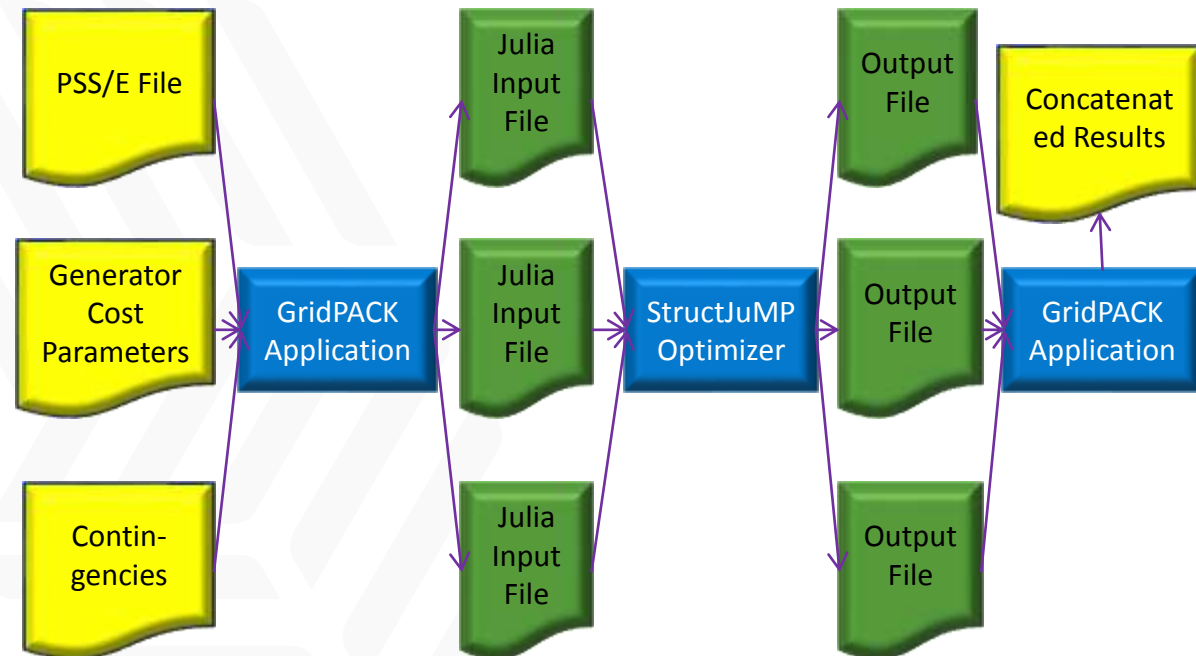 PSS/E File
Generator
Cost
Parameters
Contin-
gencies
GridPACK
Application
Julia
Input
File
Julia
Input
File
Julia
Input
File
StructJuMP
Optimizer
Output
File
Output
File
Output
File
Concatenat
ed Results
GridPACK
Application